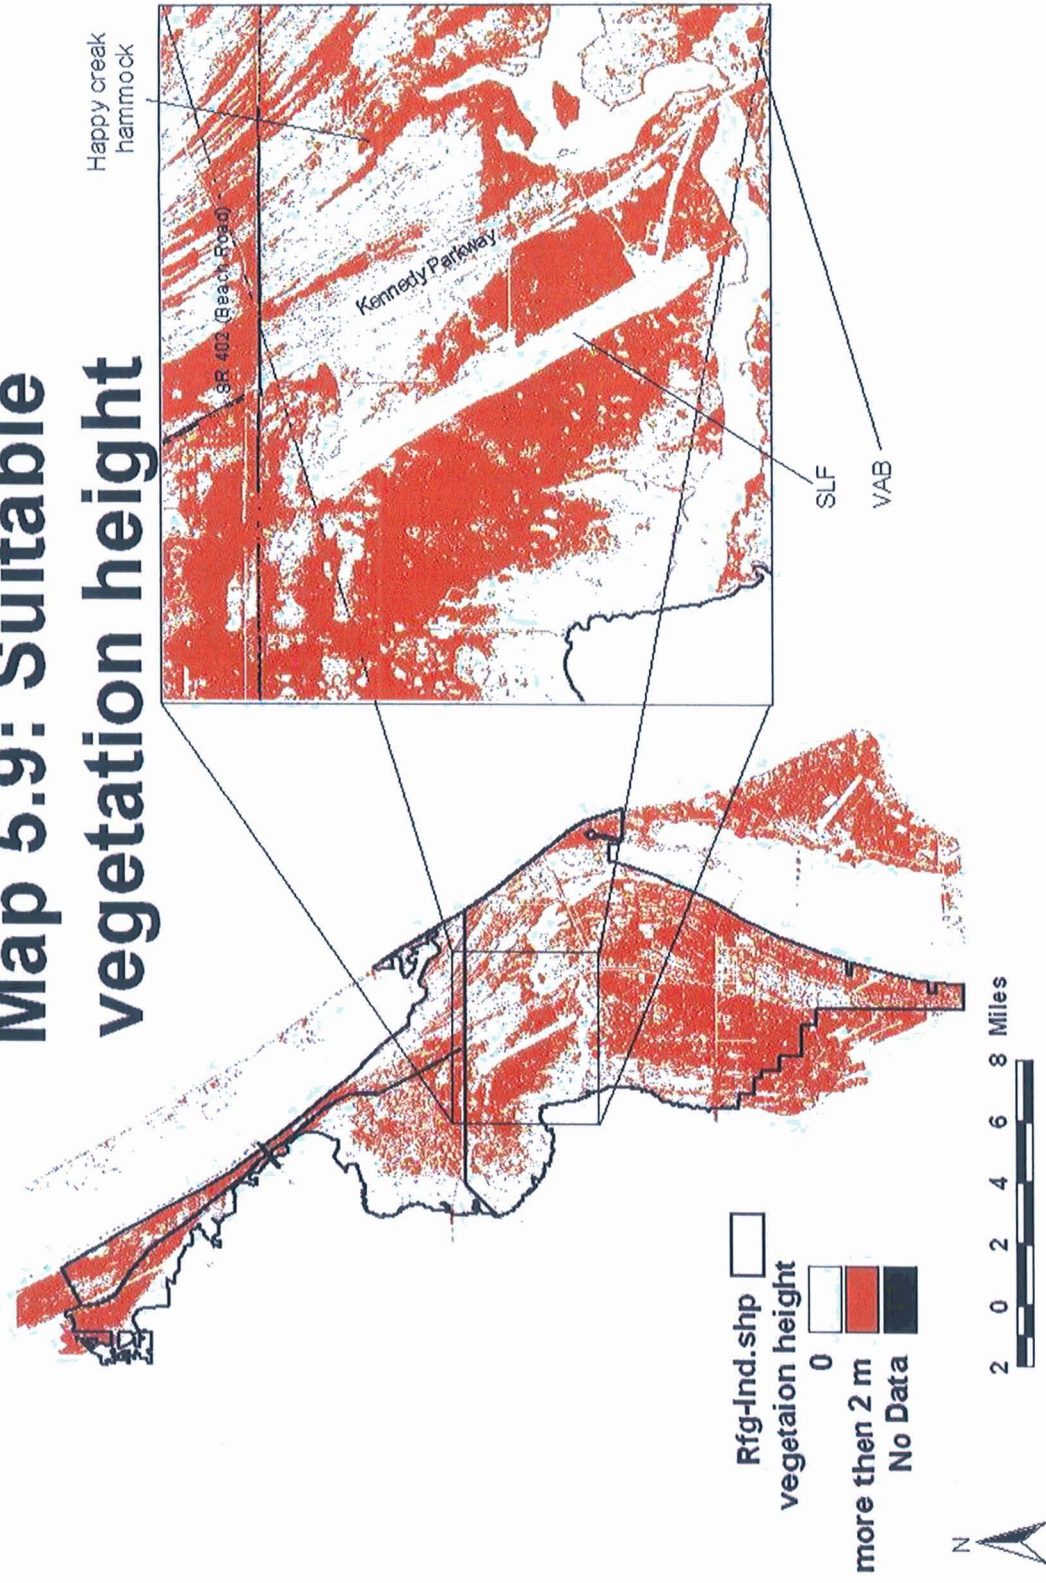 Map 5.9: Suitable
vegetation height
Happy creak
hammock
SR 402 (Beach Road)
Kennedy Parkway
SLF
VAB
Rfg-lnd.shp
vegetaion height
0
more then 2 m
No Data
2 0 2 4 6 8 Miles
N